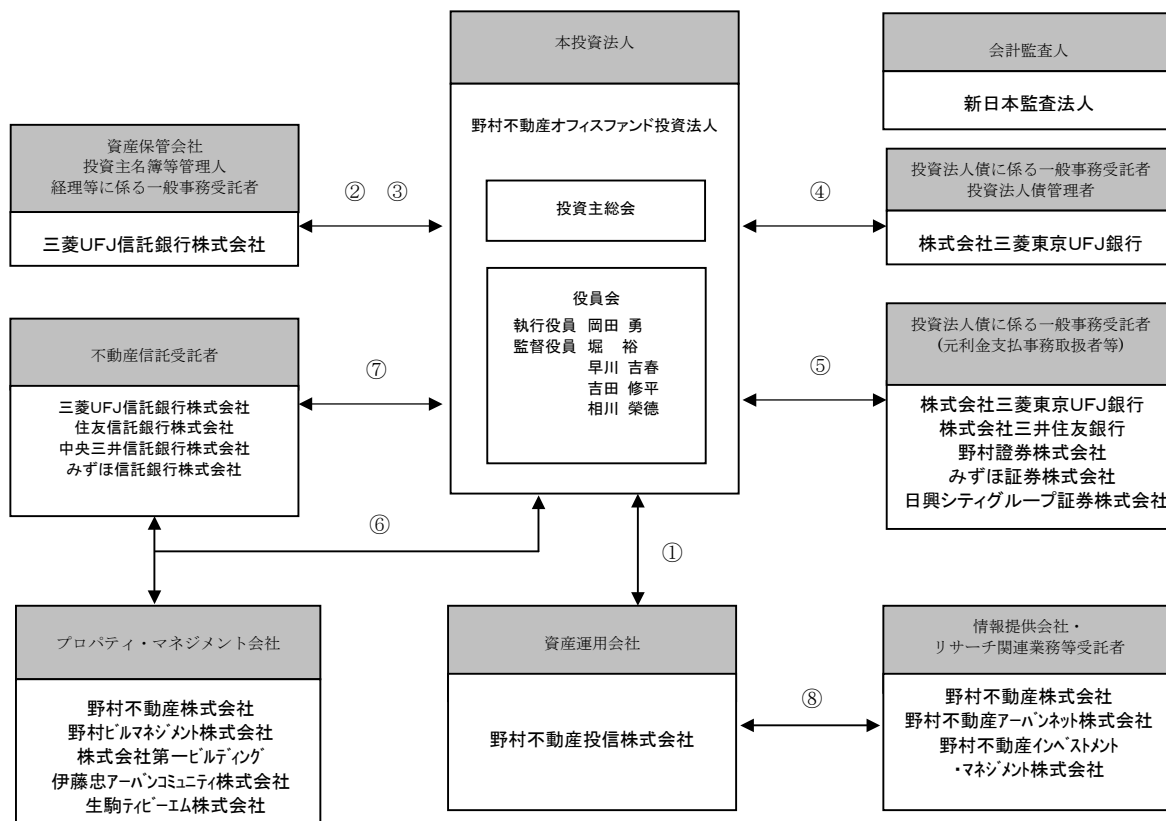 本投資法人
野村不動産オフィスファンド投資法人
投資主総会
役員会
執行役員 岡田 勇
監督役員 堀 裕
早川 吉春
吉田 修平
相川 榮徳
会計監査人
新日本監査法人
資産保管会社
投資主名簿等管理人
経理等に係る一般事務受託者
三菱UFJ信託銀行株式会社
② ③
④
投資法人債に係る一般事務受託者
投資法人債管理者
株式会社三菱東京UFJ銀行
不動産信託受託者
三菱UFJ信託銀行株式会社
住友信託銀行株式会社
中央三井信託銀行株式会社
みずほ信託銀行株式会社
⑦
⑤
投資法人債に係る一般事務受託者
(元利金支払事務取扱者等)
株式会社三菱東京UFJ銀行
株式会社三井住友銀行
野村證券株式会社
みずほ証券株式会社
日興シティグループ証券株式会社
⑥
①
プロパティ・マネジメント会社
野村不動産株式会社
野村ビルマネジメント株式会社
株式会社第一ビルディング
伊藤忠アーバンコミュニティ株式会社
生駒ティビーエム株式会社
資産運用会社
野村不動産投信株式会社
⑧
情報提供会社・
リサーチ関連業務等受託者
野村不動産株式会社
野村不動産アーバンネット株式会社
野村不動産インベストメント
・マネジメント株式会社